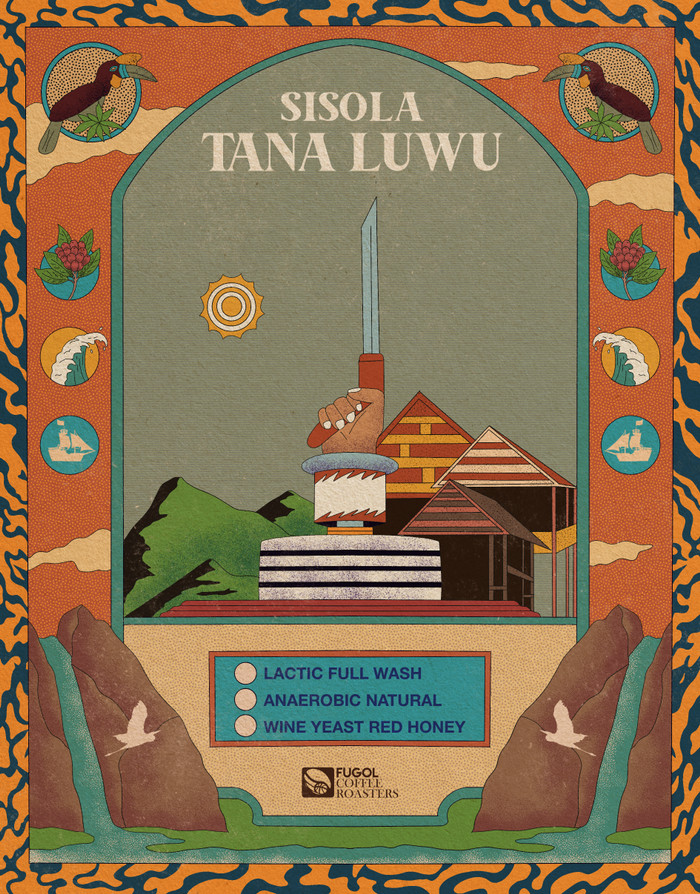 SISOLA
TANA LUWU
LACTIC FULL WASH
ANAEROBIC NATURAL
WINE YEAST RED HONEY
FUGOL
COFFEE
ROASTERS